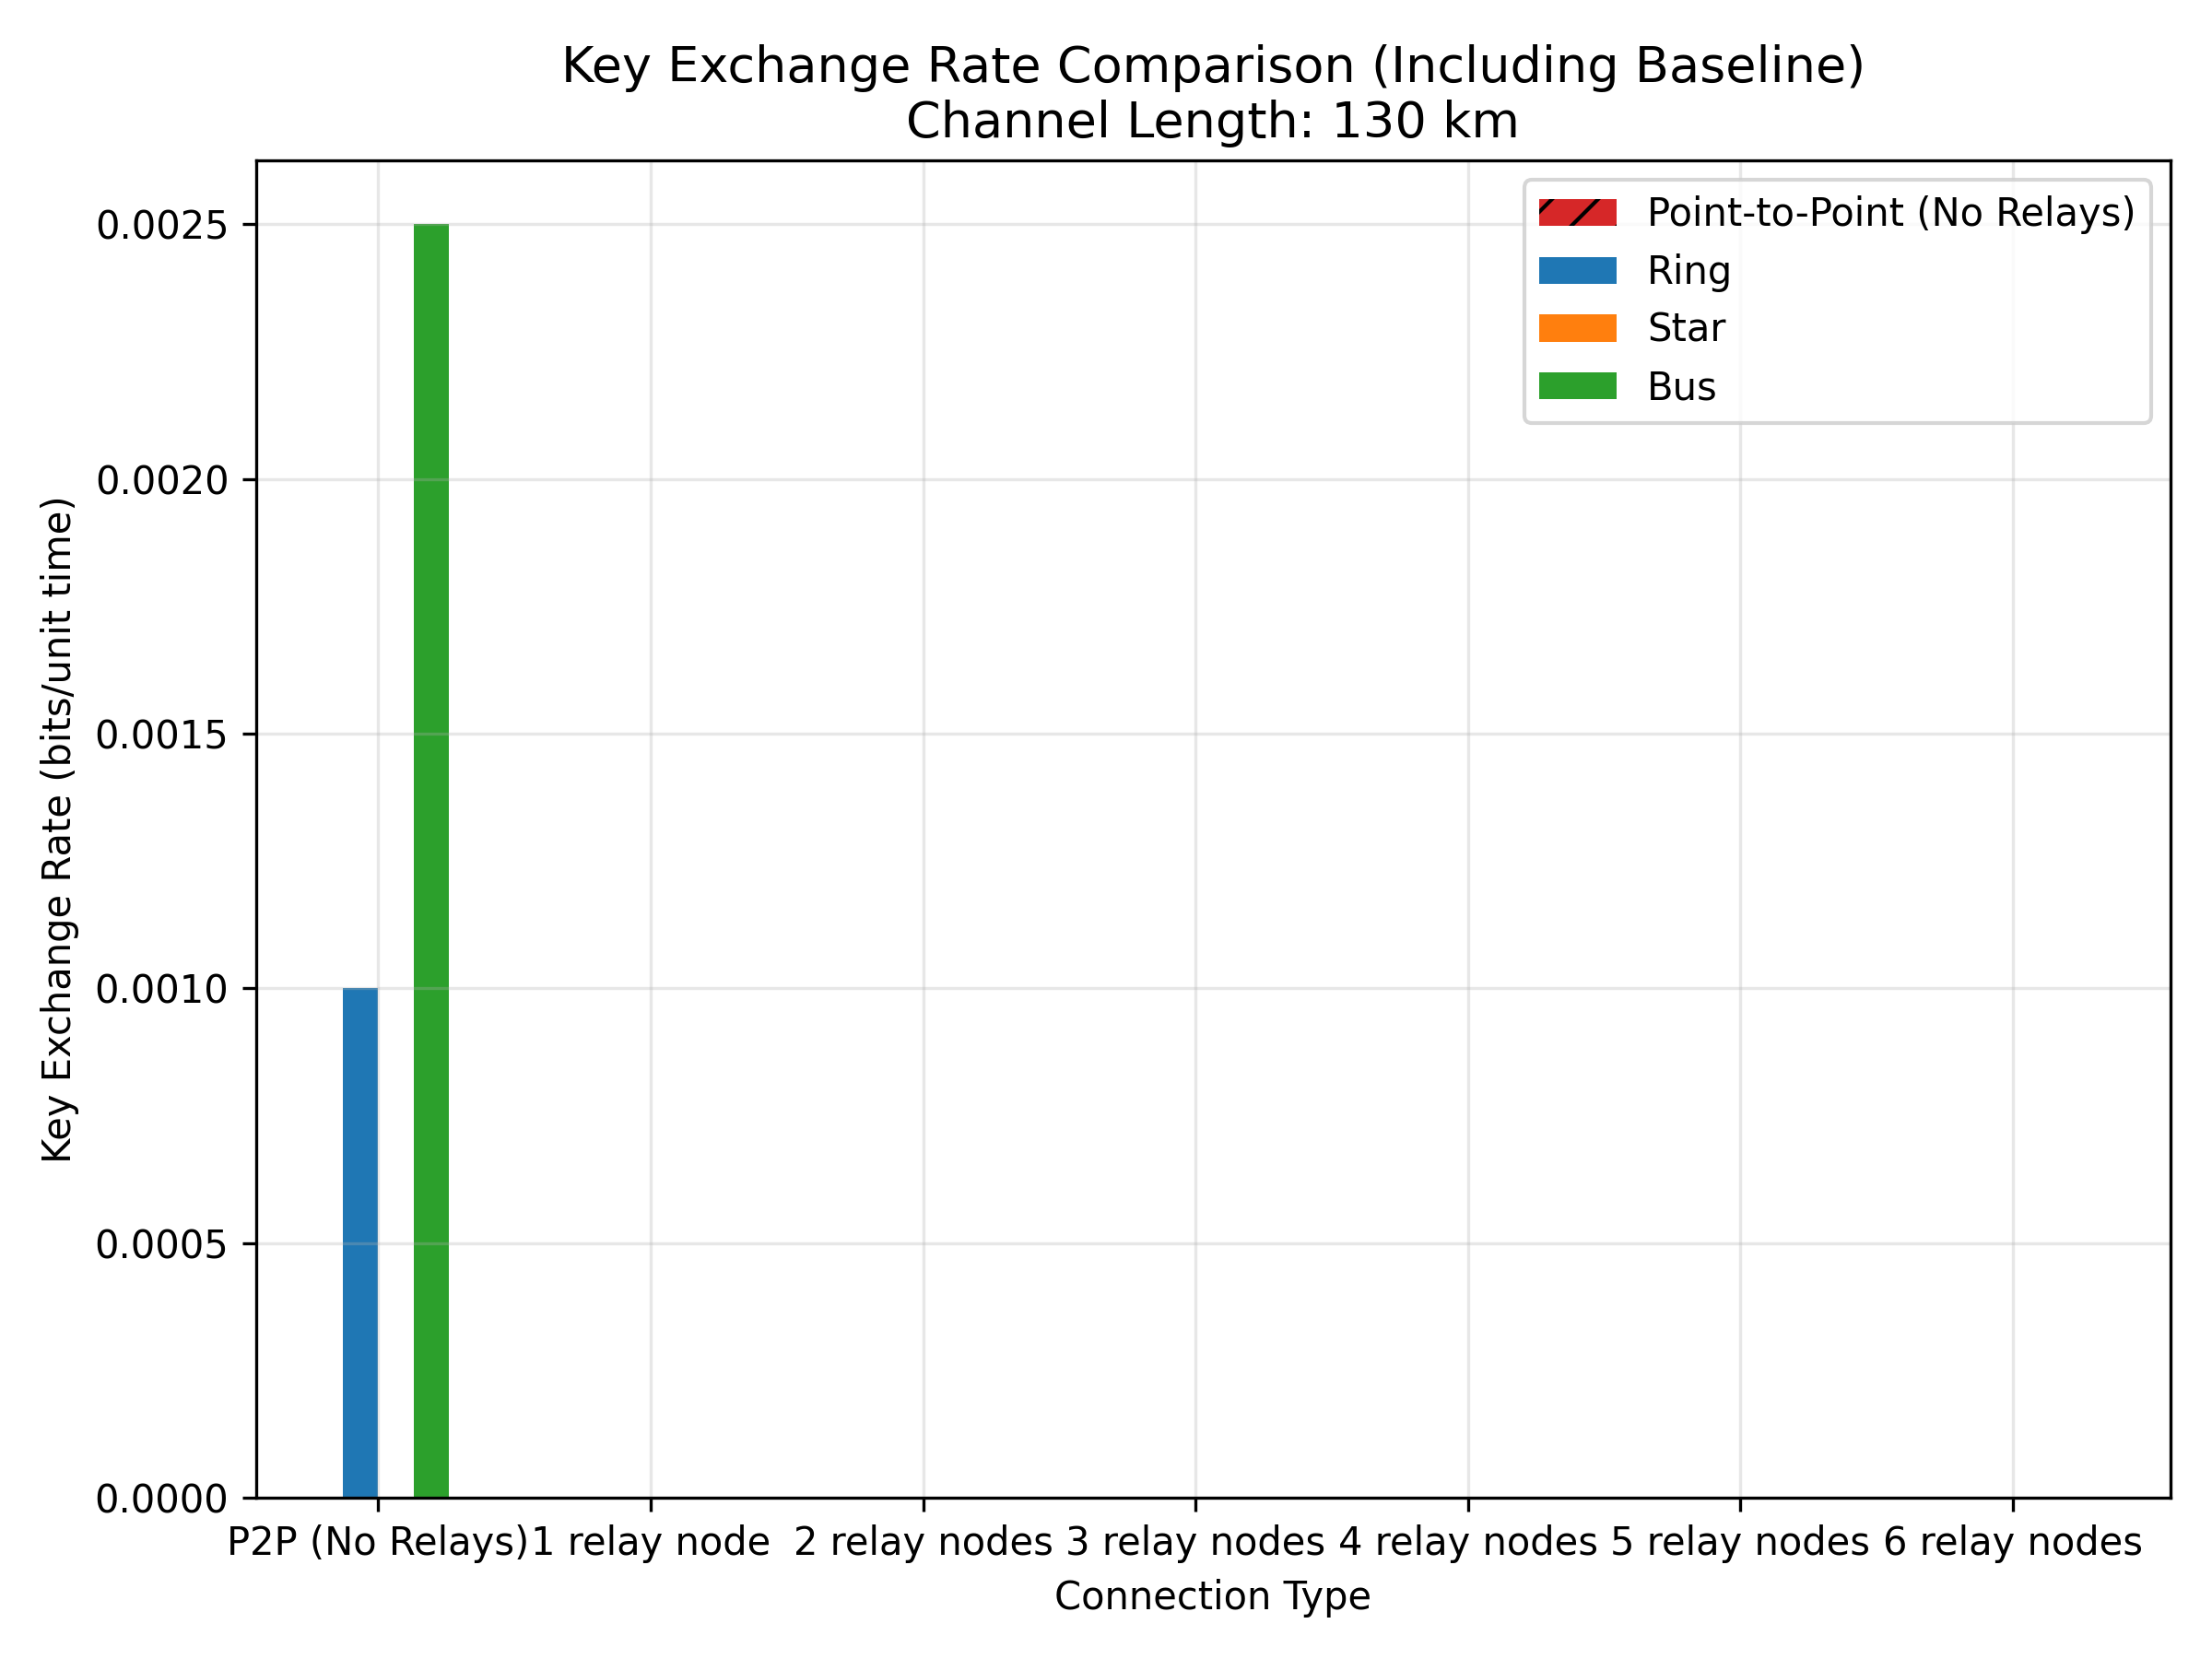 Key Exchange Rate Comparison (Including Baseline)
Channel Length: 130 km
Point-to-Point (No Relays)
Ring
Star
Bus
Key Exchange Rate (bits/unit time)
0.0025
0.0020
0.0015
0.0010
0.0005
0.0000
P2P (No Relays) 1 relay node 2 relay nodes 3 relay nodes 4 relay nodes 5 relay nodes 6 relay nodes
Connection Type